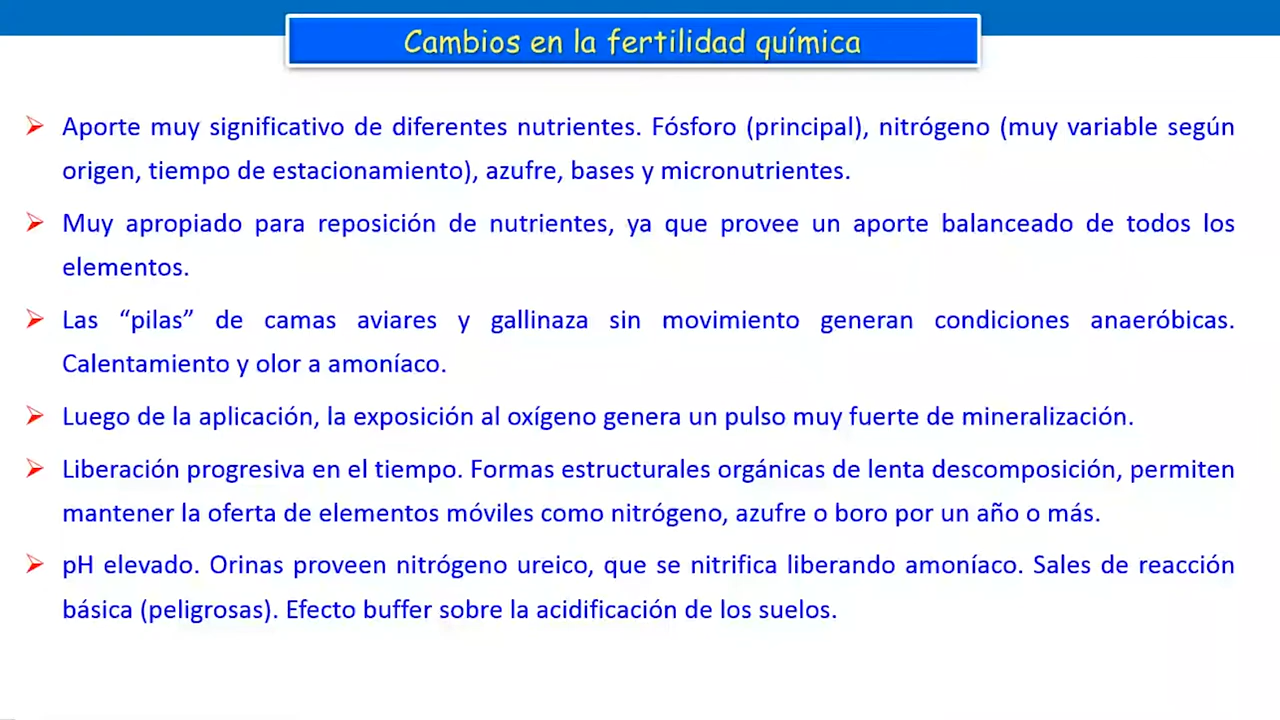 Cambios en la fertilidad química
Aporte muy significativo de diferentes nutrientes. Fósforo (principal), nitrógeno (muy variable según
origen, tiempo de estacionamiento), azufre, bases y micronutrientes.
Muy apropiado para reposición de nutrientes, ya que provee un aporte balanceado de todos los
elementos.
Las “pilas” de camas aviares y gallinaza sin movimiento generan condiciones anaeróbicas.
Calentamiento y olor a amoníaco.
Luego de la aplicación, la exposición al oxígeno genera un pulso muy fuerte de mineralización.
Liberación progresiva en el tiempo. Formas estructurales orgánicas de lenta descomposición, permiten
mantener la oferta de elementos móviles como nitrógeno, azufre o boro por un año o más.
pH elevado. Orinas proveen nitrógeno ureico, que se nitrifica liberando amoníaco. Sales de reacción
básica (peligrosas). Efecto buffer sobre la acidificación de los suelos.